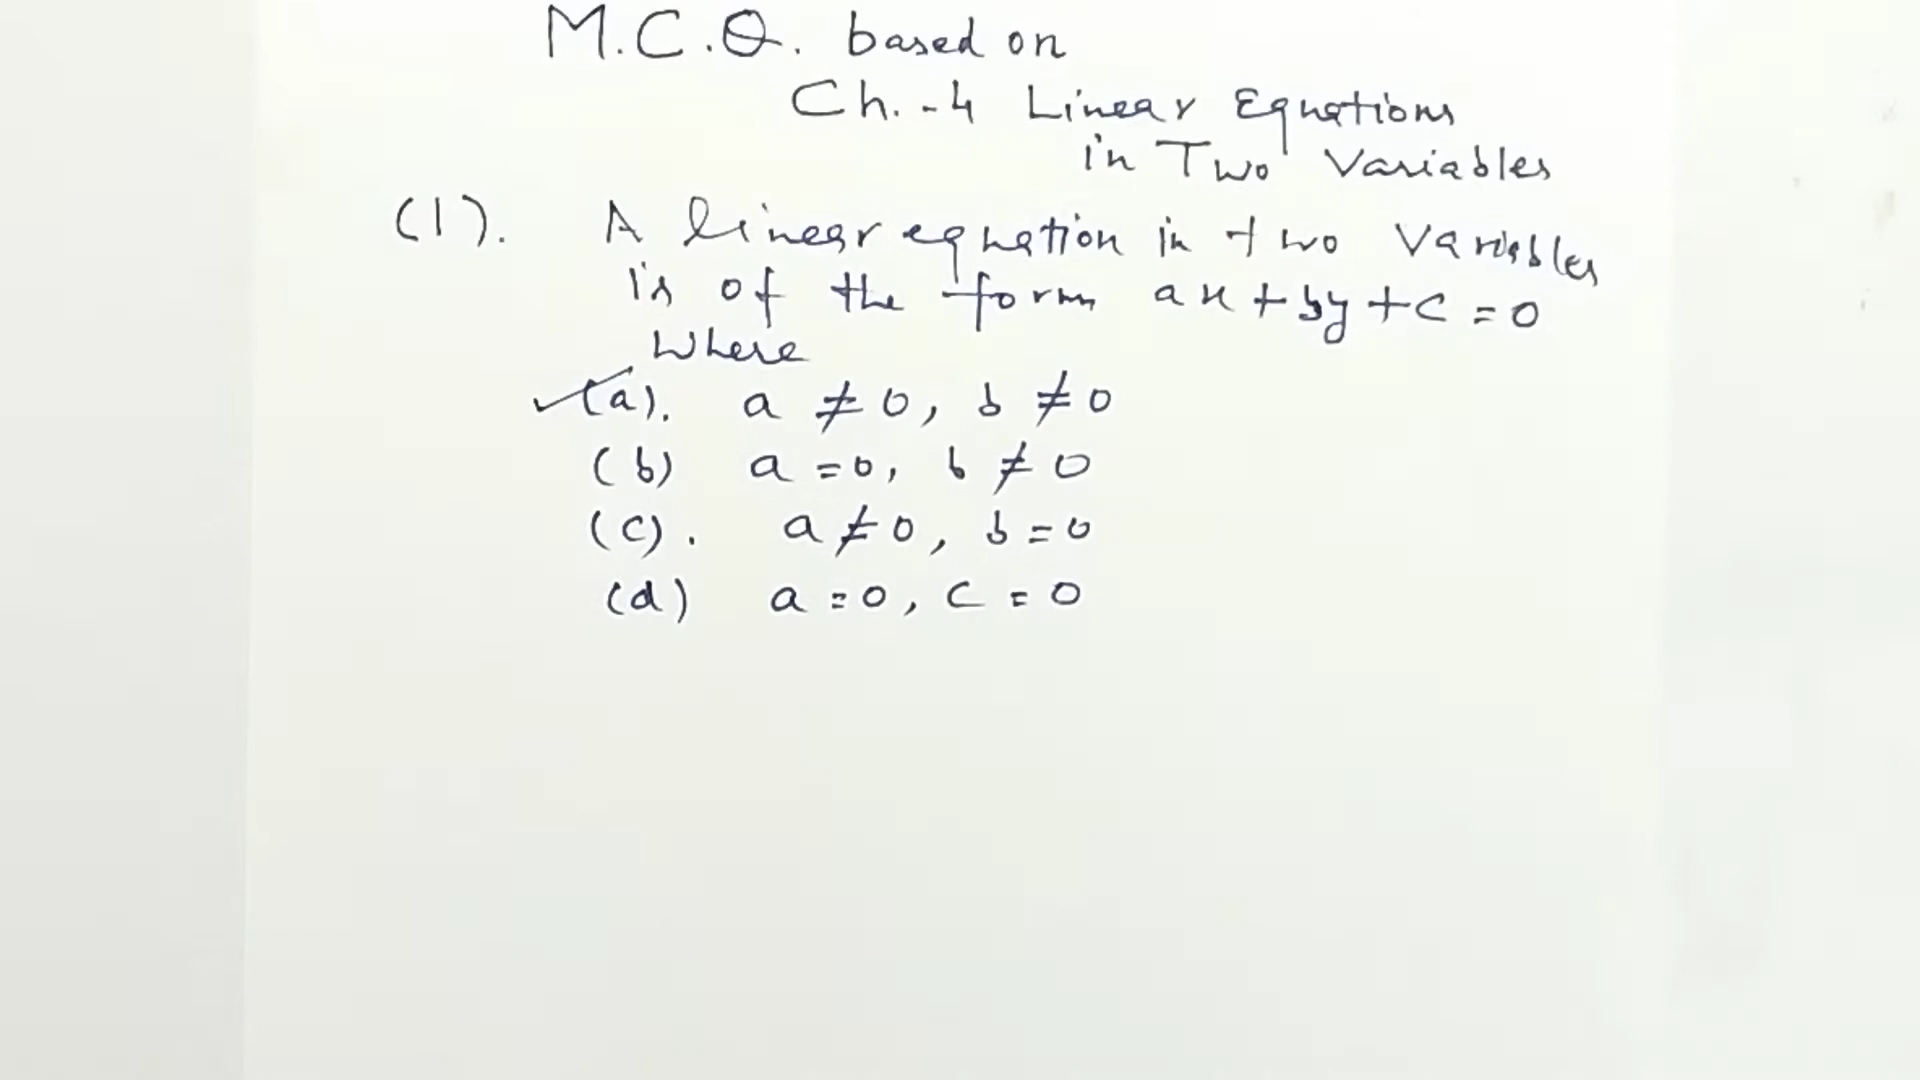 M.C.Q. based on
Ch.-4 Linear Equations
in Two Variables
(1). A linear equation in two Variables
is of the form ax+by+c=0
Where
✓(a). a ≠ 0, b ≠ 0
(b) a = 0, b ≠ 0
(c). a ≠ 0, b = 0
(d) a = 0, c = 0